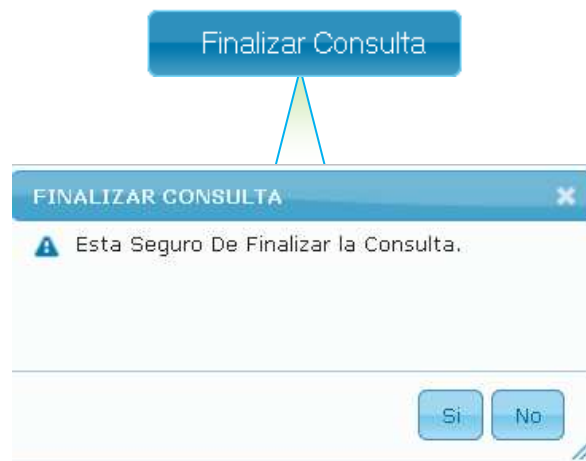 Finalizar Consulta
FINALIZAR CONSULTA
Esta Seguro De Finalizar la Consulta.
Si No